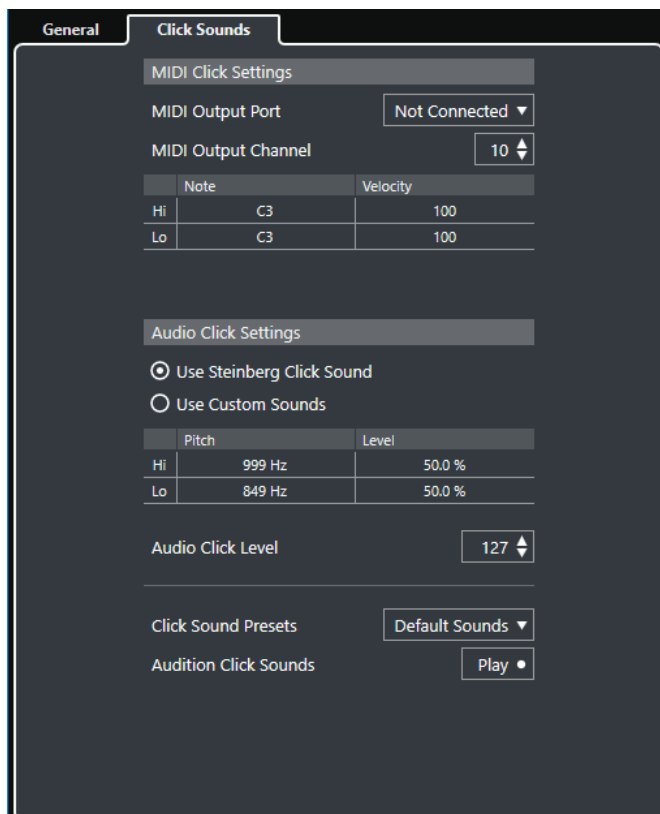 General Click Sounds
MIDI Click Settings
MIDI Output Port Not Connected
MIDI Output Channel 10
Note Velocity
Hi C3 100
Lo C3 100
Audio Click Settings
Use Steinberg Click Sound
Use Custom Sounds
Pitch Level
Hi 999 Hz 50.0 %
Lo 849 Hz 50.0 %
Audio Click Level 127
Click Sound Presets Default Sounds
Audition Click Sounds Play